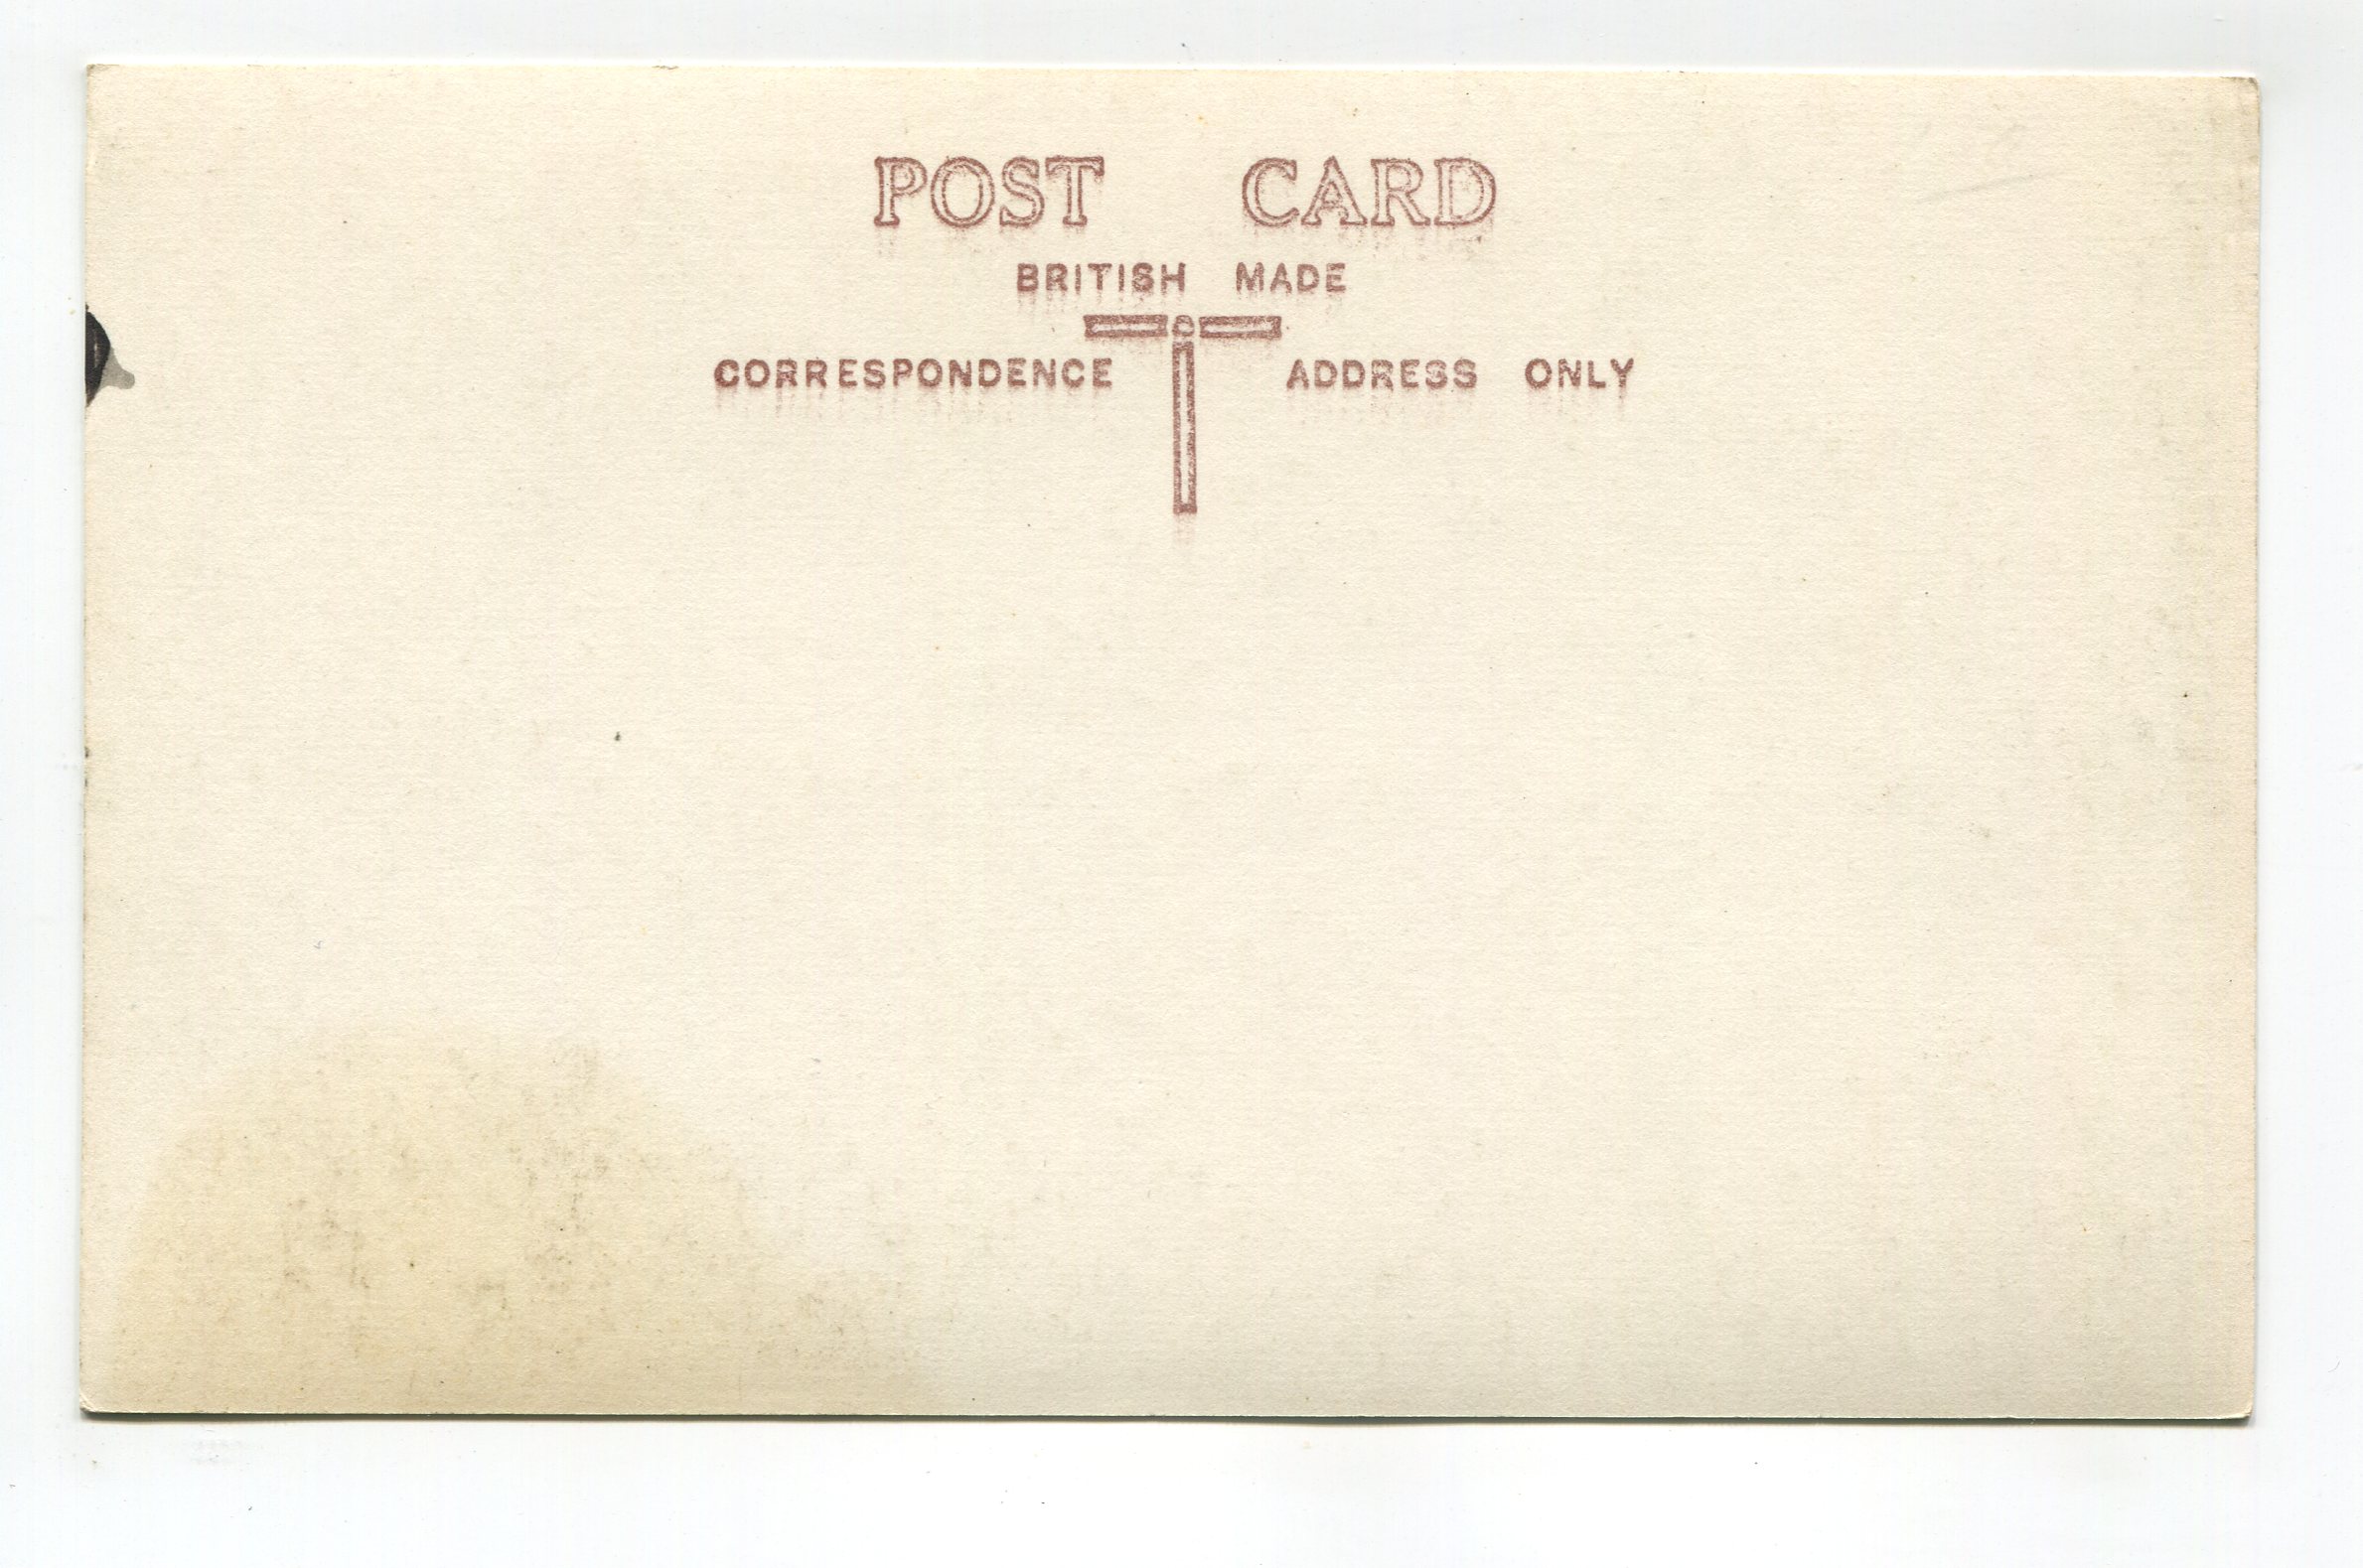 POST CARD
BRITISH MADE
CORRESPONDENCE ADDRESS ONLY